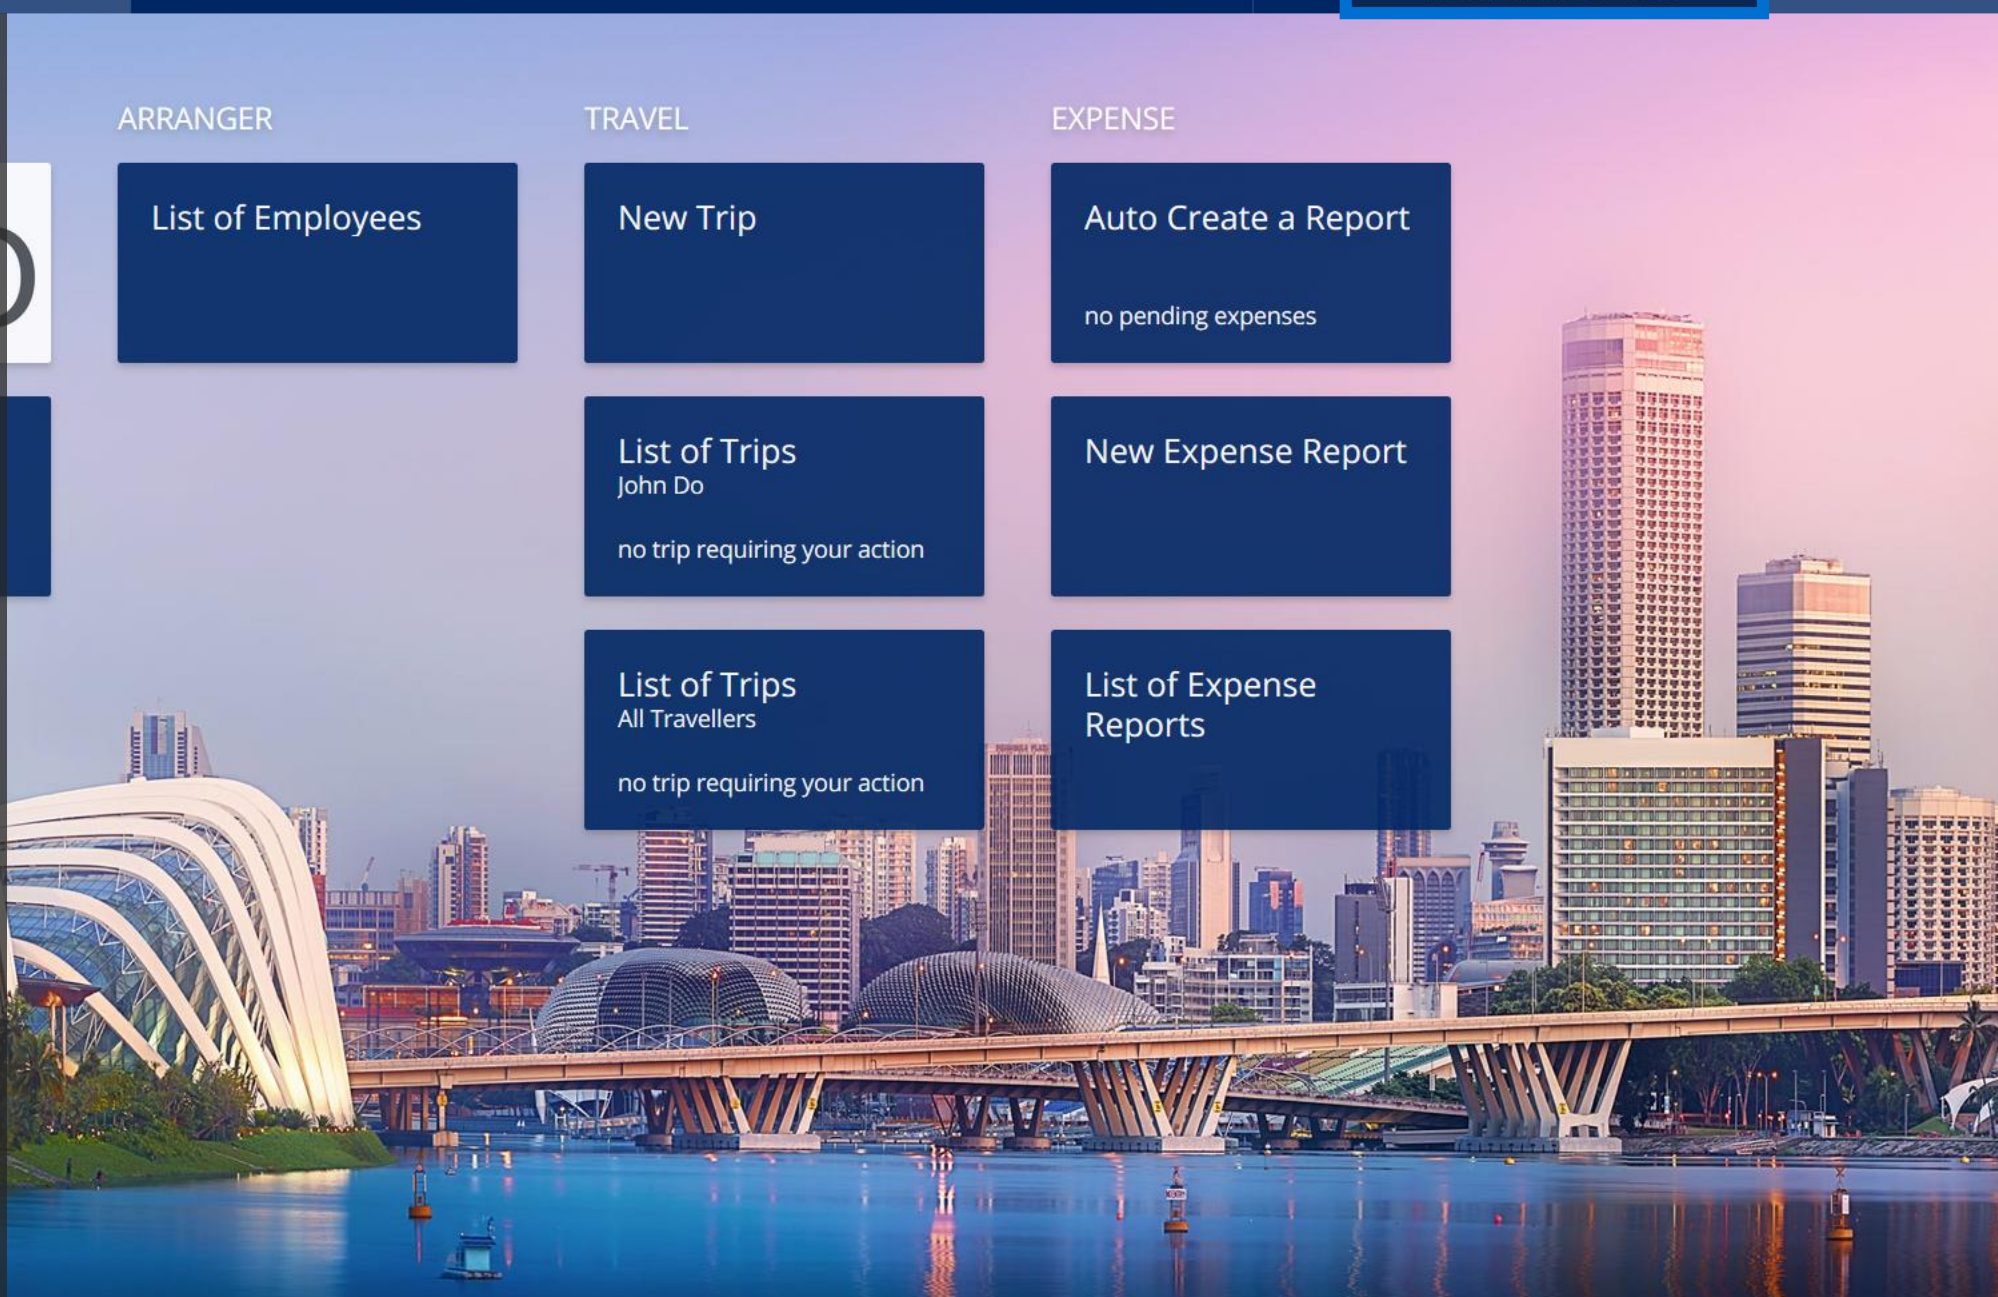 ARRANGER
TRAVEL
EXPENSE
List of Employees
New Trip
Auto Create a Report
no pending expenses
List of Trips
John Do
no trip requiring your action
New Expense Report
List of Trips
All Travellers
no trip requiring your action
List of Expense
Reports